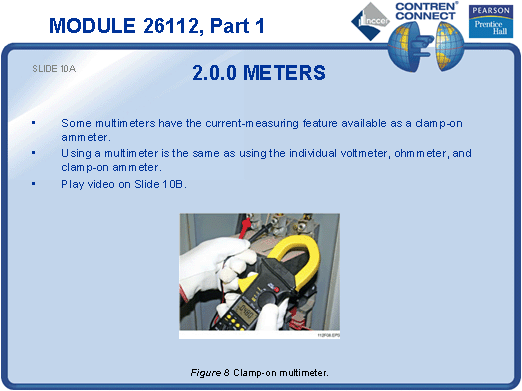 MODULE 26112, Part 1
nccer
CONTREN®
CONNECT
PEARSON
Prentice
Hall
SLIDE 10A
2.0.0 METERS
• Some multimeters have the current-measuring feature available as a clamp-on
ammeter.
• Using a multimeter is the same as using the individual voltmeter, ohmmeter, and
clamp-on ammeter.
• Play video on Slide 10B.
112F08.EPS
Figure 8 Clamp-on multimeter.